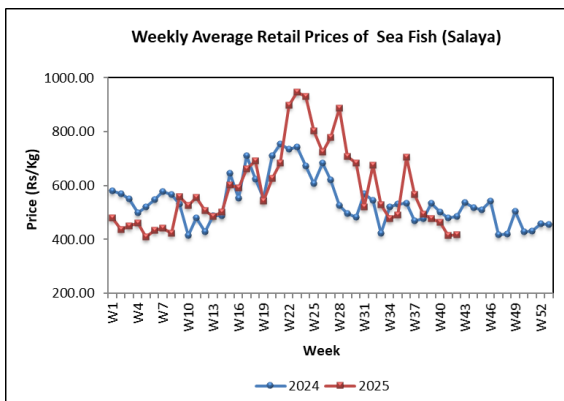 Weekly Average Retail Prices of  Sea Fish (Salaya)
Price (Rs/Kg)
1000.00
800.00
600.00
400.00
200.00
W1 W4 W7 W10 W13 W16 W19 W22 W25 W28 W31 W34 W37 W40 W43 W46 W49 W52
Week
2024 2025